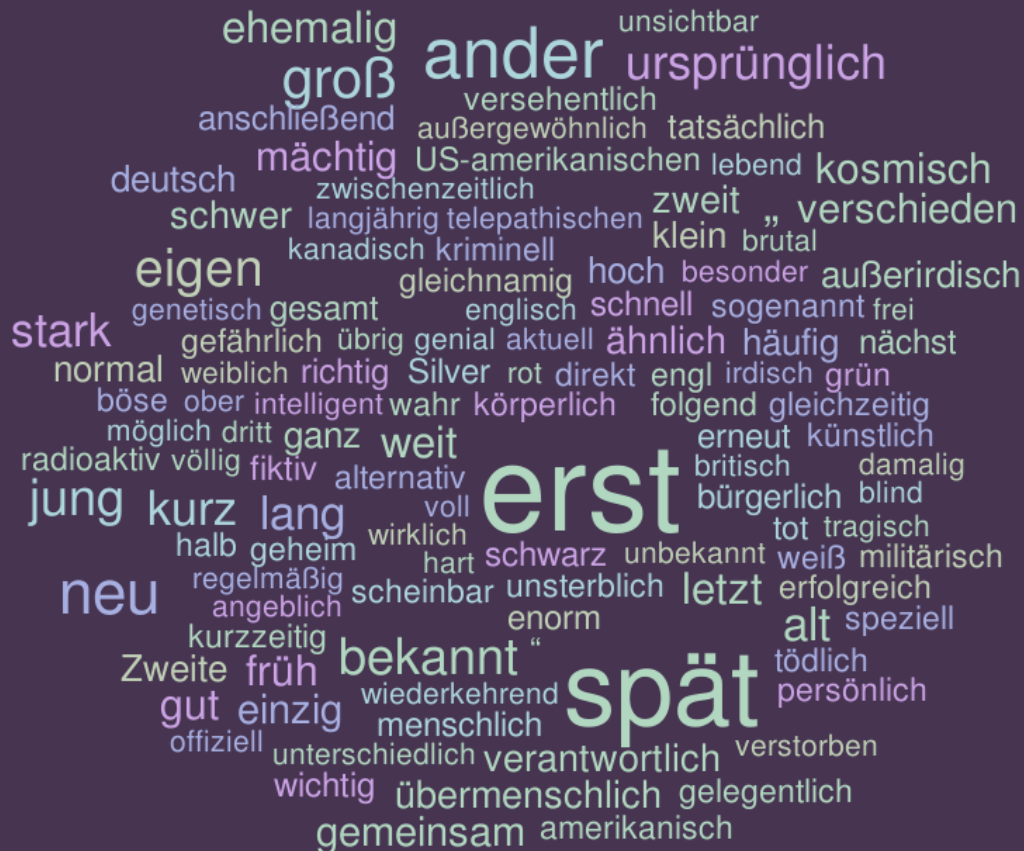 unsichtbar
ehemalig ander ursprünglich
groß versehentlich
anschließend außergewöhnlich tatsächlich
mächtig US-amerikanischen lebend kosmisch
deutsch zwischenzeitlich zweit „ verschieden
schwer langjährig telepathischen klein brutal
kanadisch kriminell
eigen gleichnamig hoch besonder außerirdisch
genetisch gesamt englisch schnell sogenannt frei
stark gefährlich übrig genial aktuell ähnlich häufig nächst
normal weiblich richtig Silver rot direkt engl irdisch grün
böse ober intelligent wahr körperlich folgend gleichzeitig
möglich dritt ganz weit erneut künstlich
radioaktiv völlig fiktiv alternativ erst britisch damalig
jung kurz lang voll bürgerlich blind
wirklich tot tragisch
halb geheim hart schwarz unbekannt weiß militärisch
neu regelmäßig scheinbar unsterblich letzt erfolgreich
angeblich enorm alt speziell
kurzzeitig bekannt “
Zweite früh spät tödlich
gut einzig wiederkehrend persönlich
menschlich
offiziell unterschiedlich verantwortlich verstorben
wichtig übermenschlich gelegentlich
gemeinsam amerikanisch